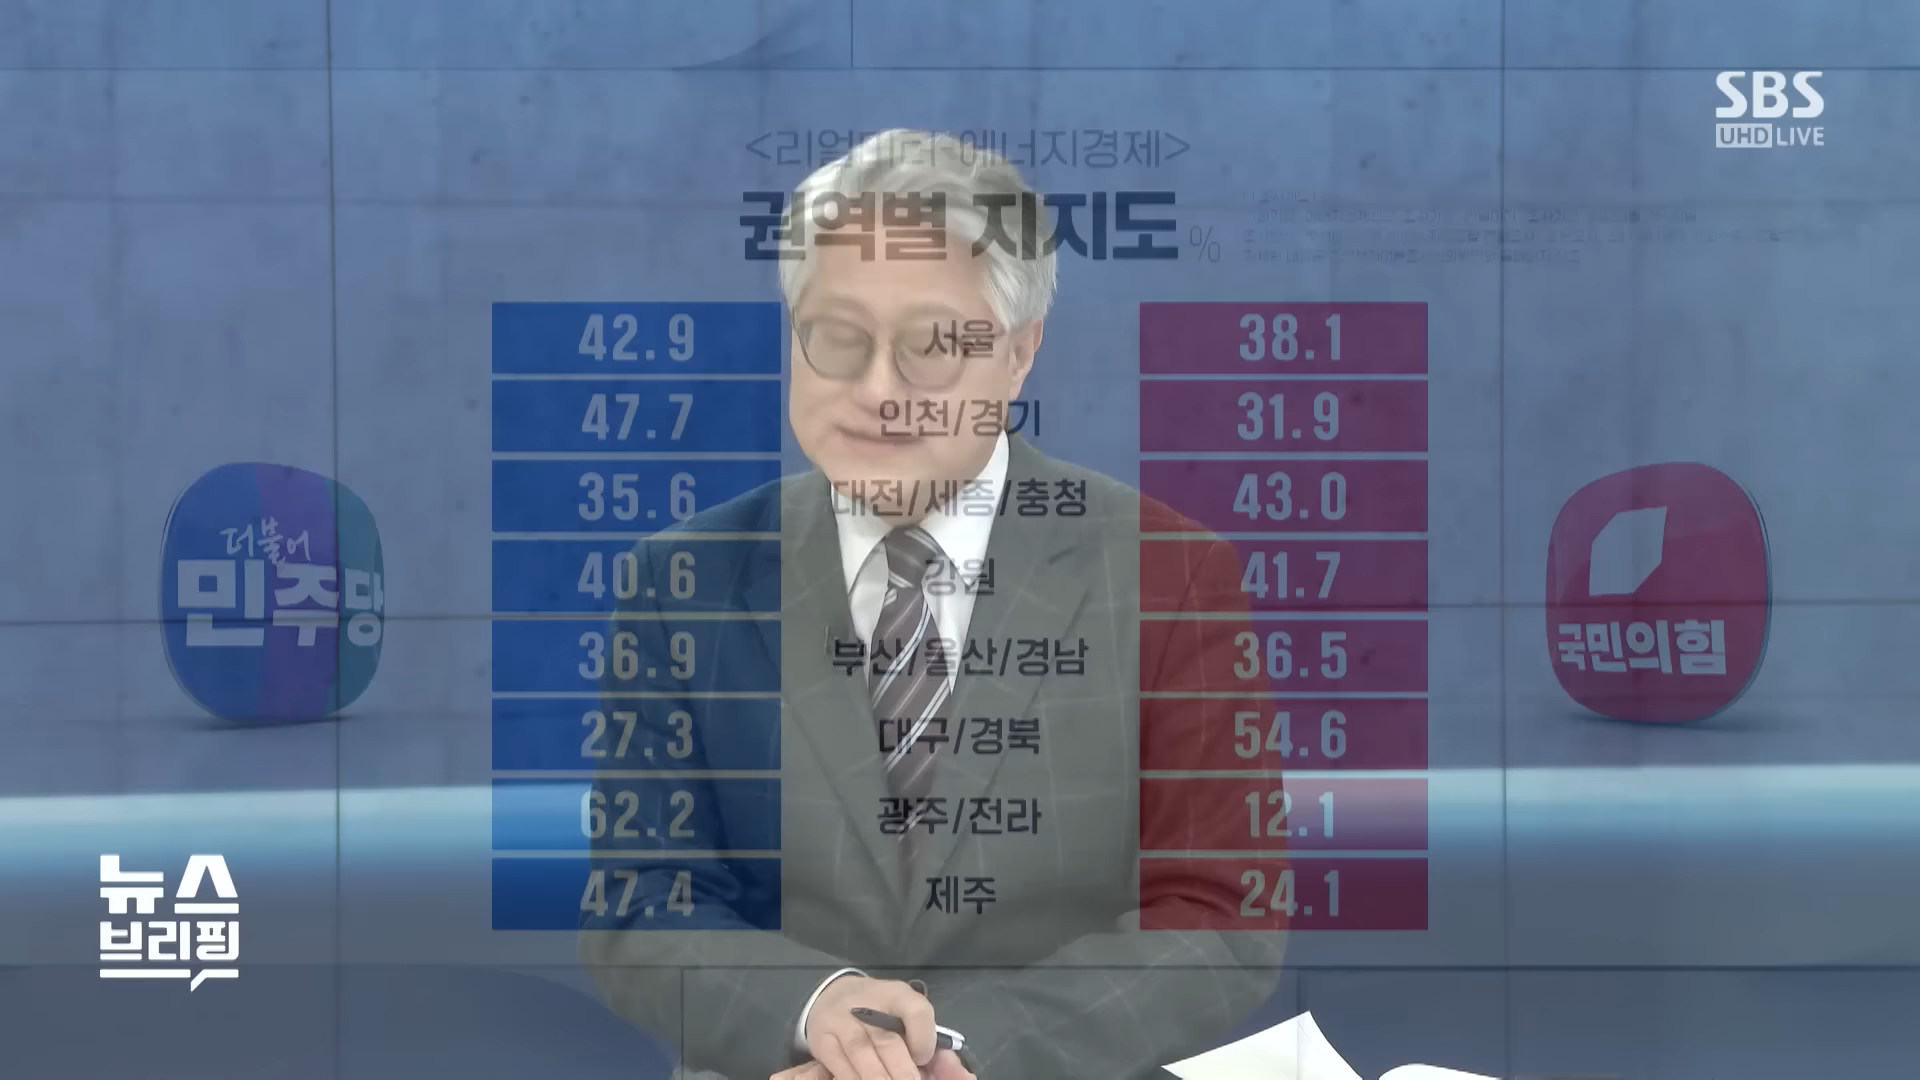 SBS
UHD LIVE
<리얼미터·에너지경제>
권역별 지지도 %
42.9 서울 38.1
47.7 인천/경기 31.9
35.6 대전/세종/충청 43.0
40.6 강원 41.7
36.9 부산/울산/경남 36.5
27.3 대구/경북 54.6
62.2 광주/전라 12.1
47.4 제주 24.1
더불어
민주당
국민의힘
뉴스
브리핑